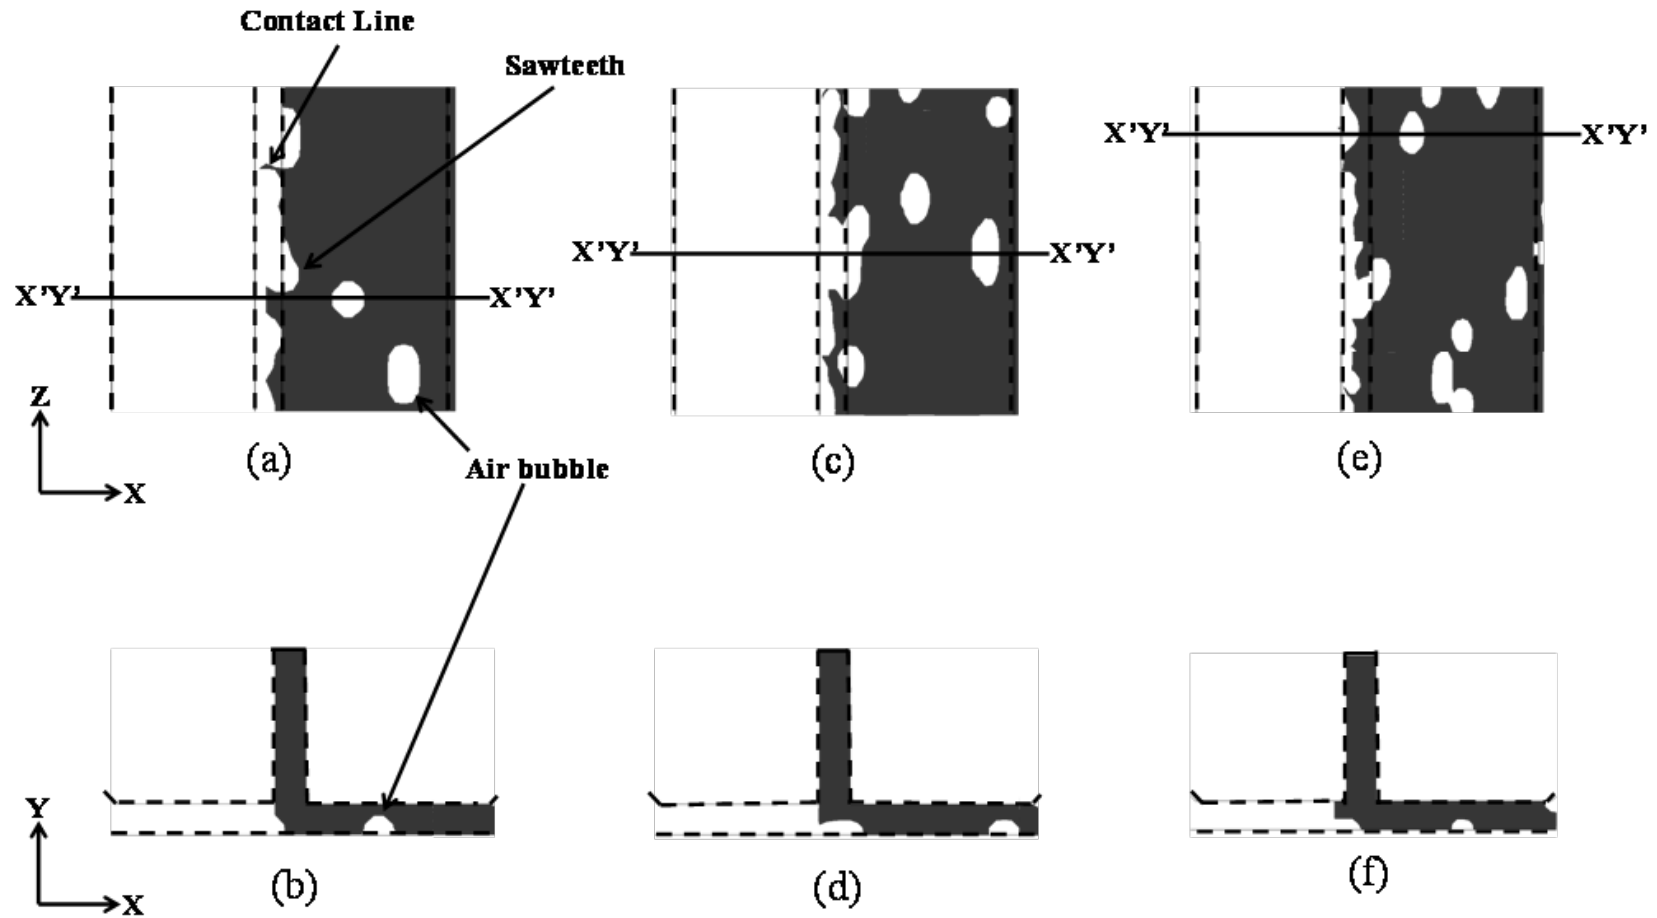 Contact Line
Sawteeth
X'Y' X'Y'
X'Y' X'Y'
X'Y' X'Y'
Z
X
(a) (c) (e)
Air bubble
Y
X
(b) (d) (f)